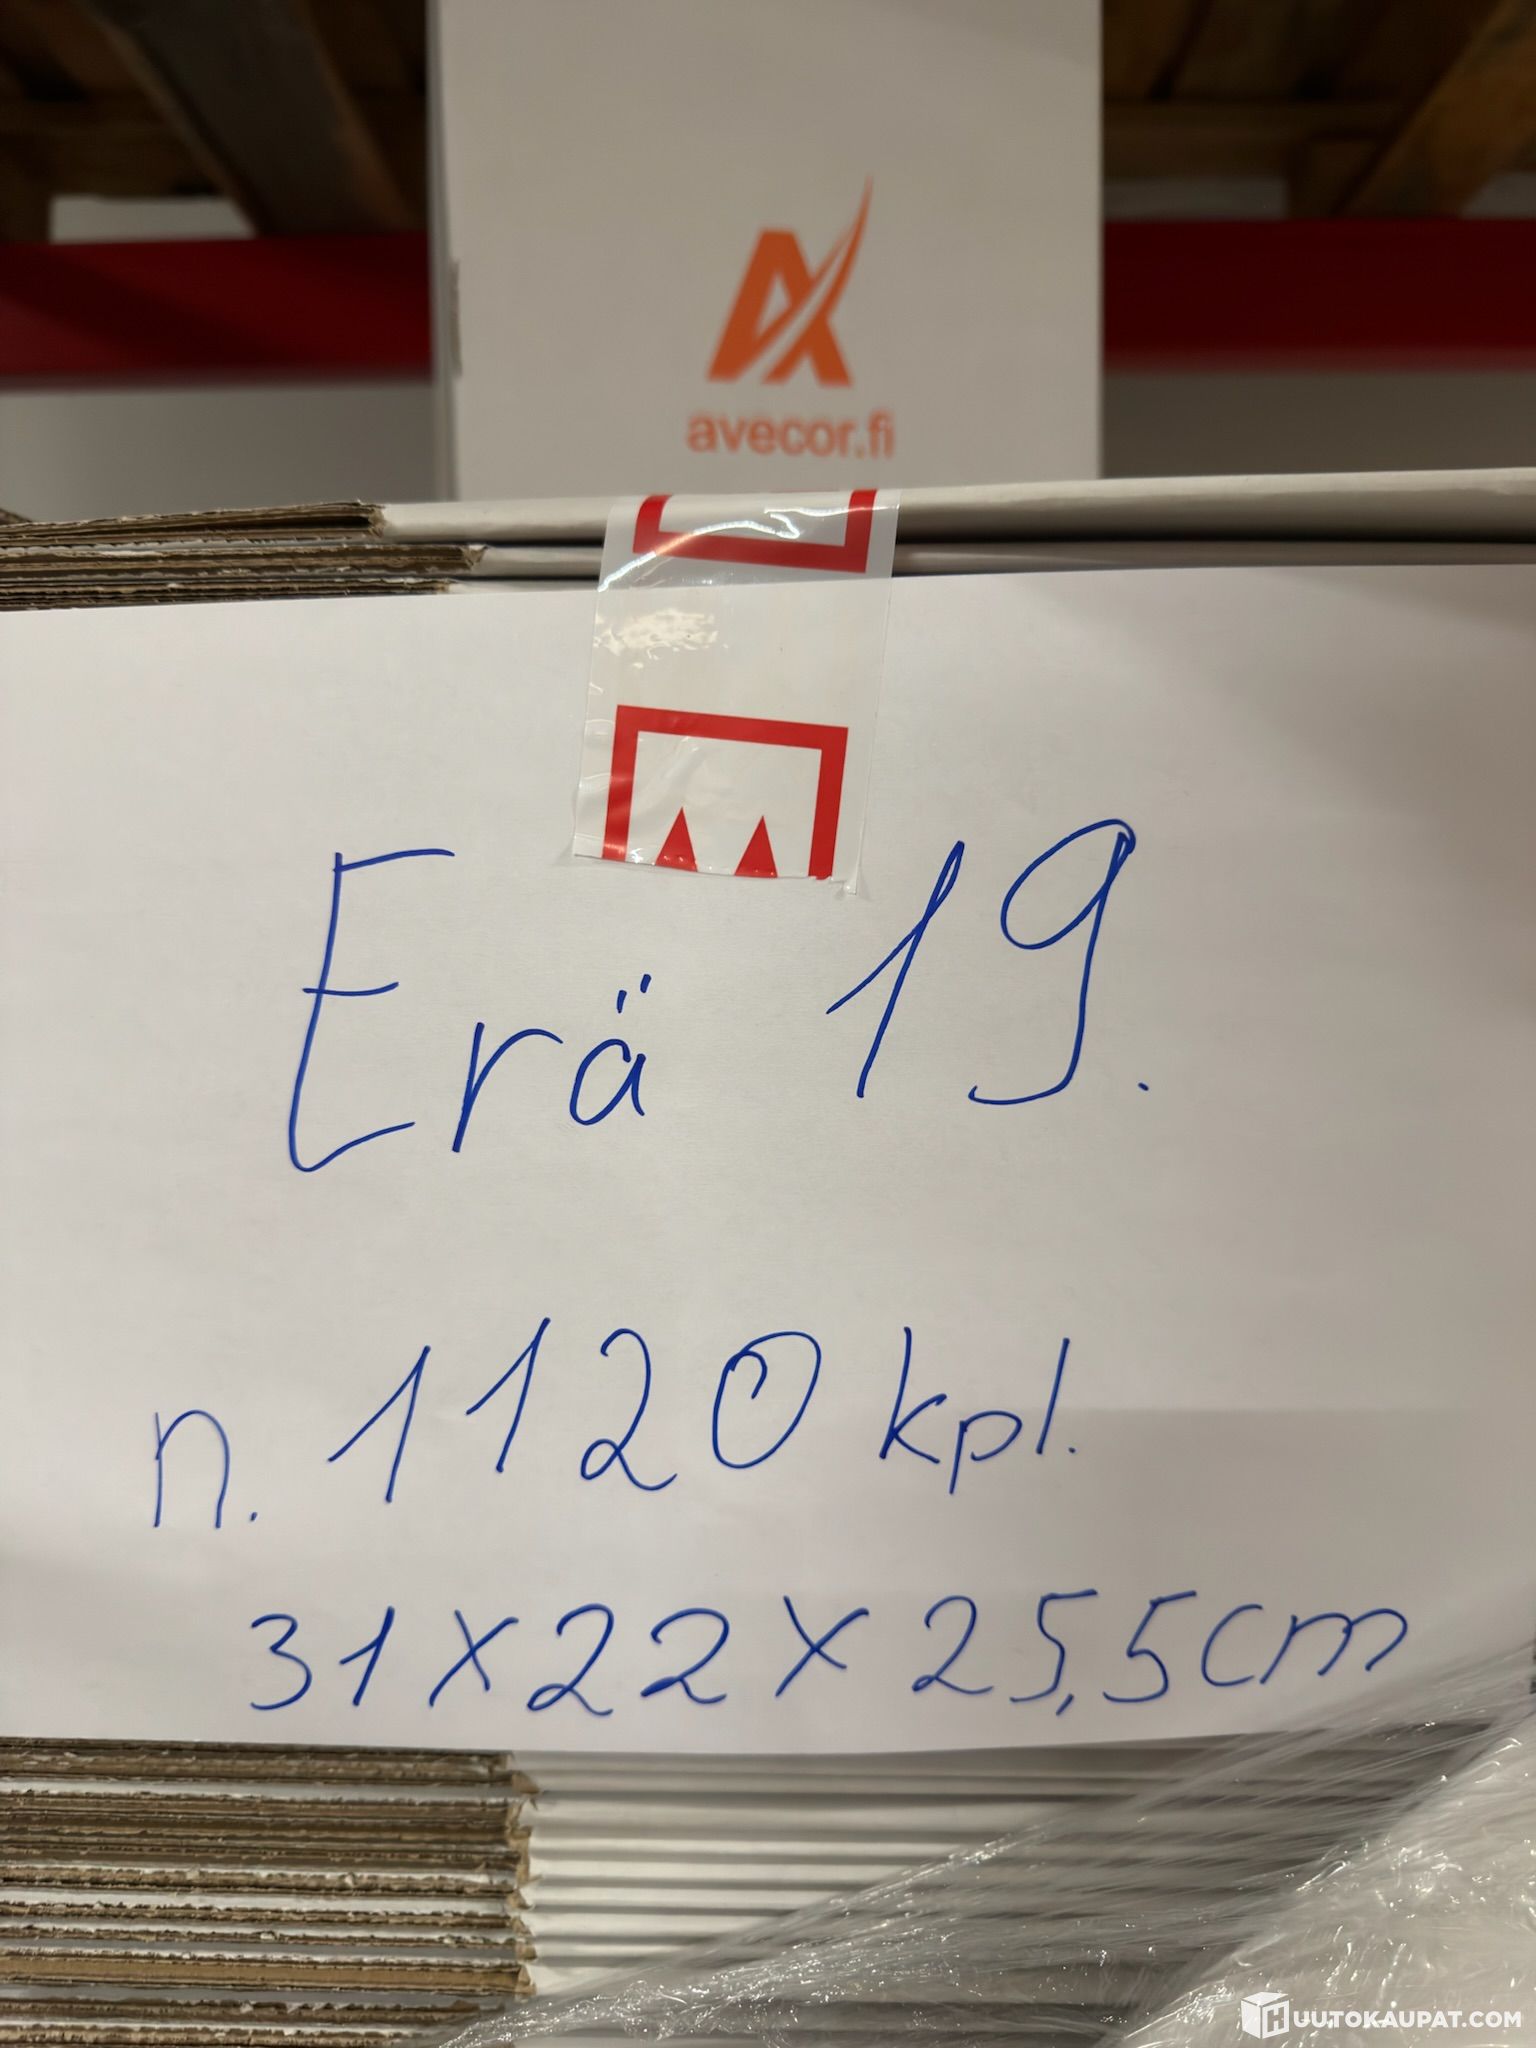 avecor.fi
Erä 19.
n. 1120 kpl.
31x22x25,5cm
HUUTOKAUPAT.COM